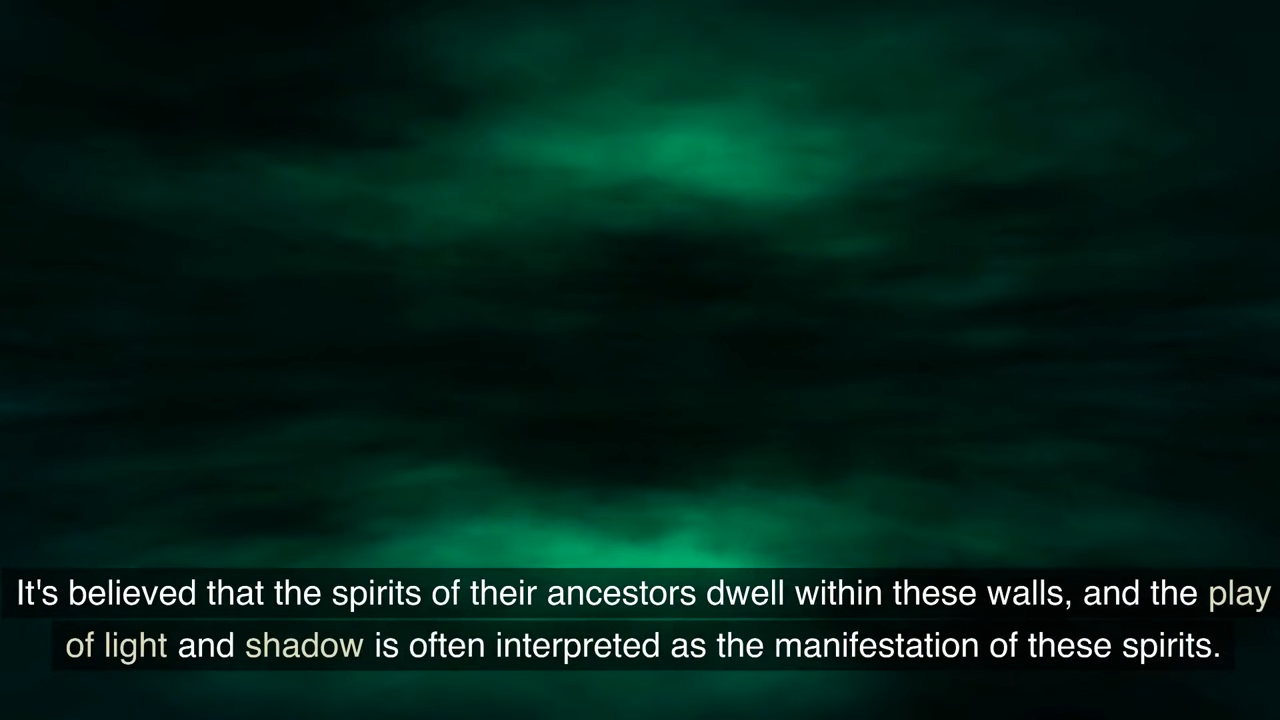 It's believed that the spirits of their ancestors dwell within these walls, and the play
of light and shadow is often interpreted as the manifestation of these spirits.